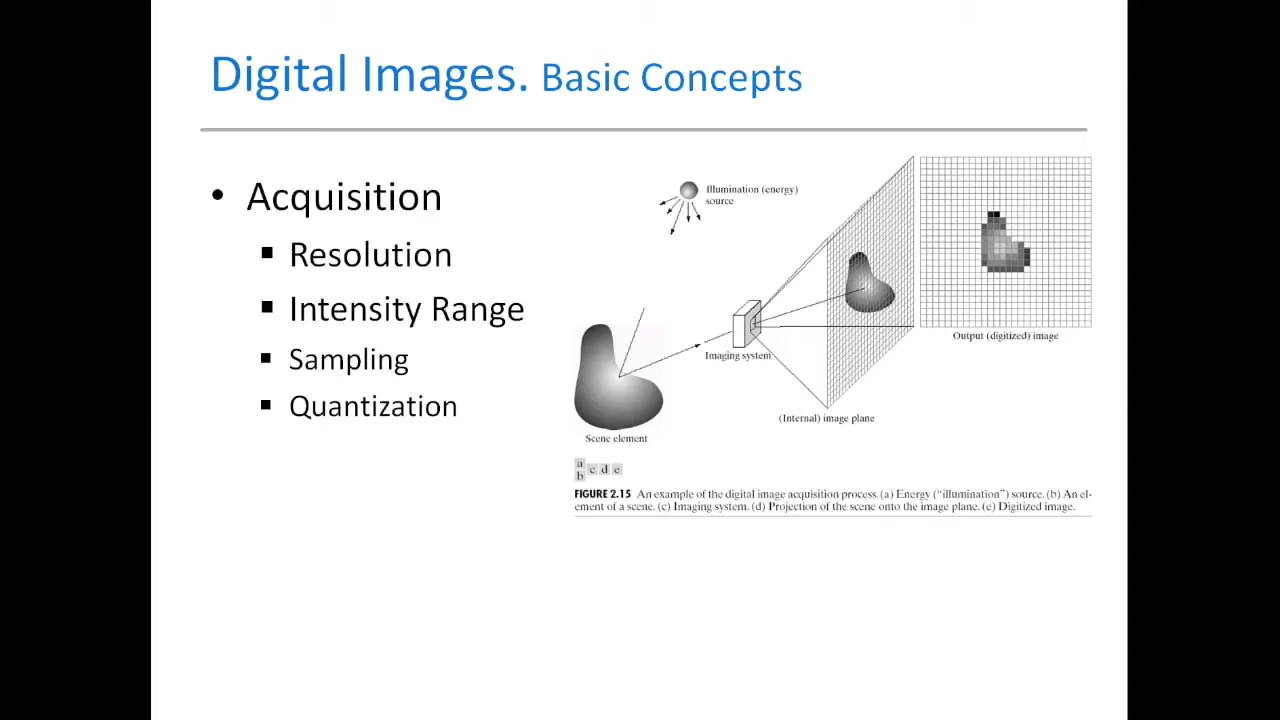 Digital Images. Basic Concepts
• Acquisition
▪ Resolution
▪ Intensity Range
▪ Sampling
▪ Quantization
Illumination (energy)
source
Imaging system
Scene element
(Internal) image plane
Output (digitized) image
a
b c d e
FIGURE 2.15 An example of the digital image acquisition process. (a) Energy (“illumination”) source. (b) An el-
ement of a scene. (c) Imaging system. (d) Projection of the scene onto the image plane. (e) Digitized image.